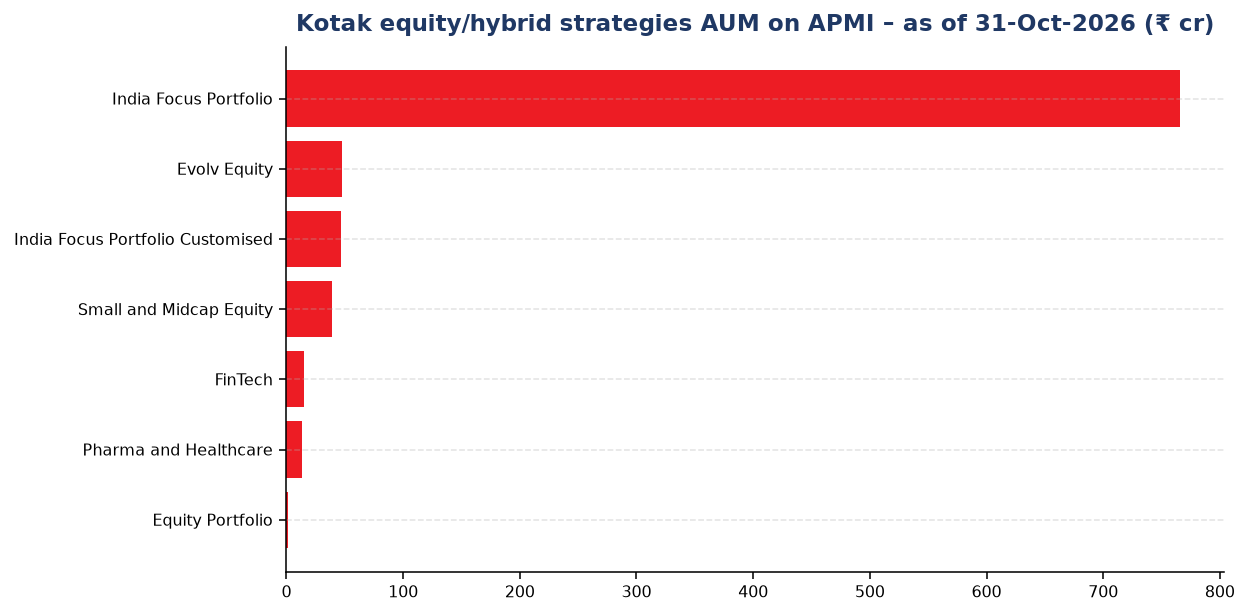 Kotak equity/hybrid strategies AUM on APMI – as of 31-Oct-2026 (₹ cr)
India Focus Portfolio
Evolv Equity
India Focus Portfolio Customised
Small and Midcap Equity
FinTech
Pharma and Healthcare
Equity Portfolio
0 100 200 300 400 500 600 700 800